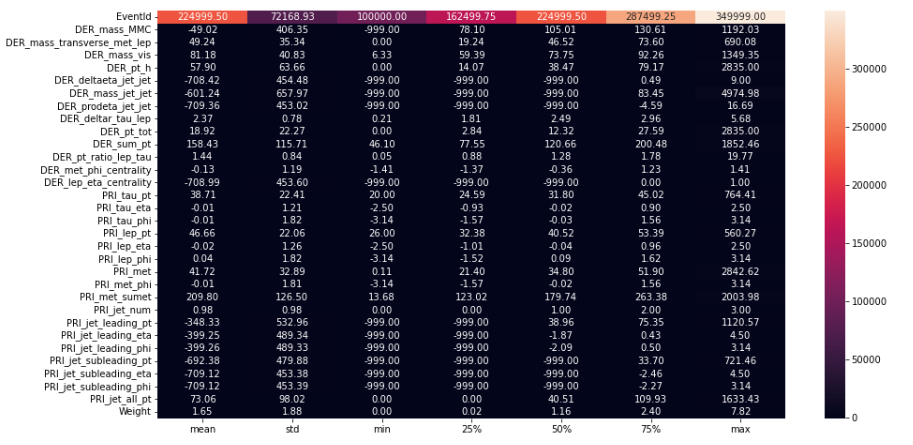 EventId 224999.50 72168.93 100000.00 162499.75 224999.50 287499.25 349999.00
DER_mass_MMC -49.02 406.35 -999.00 78.10 105.01 130.61 1192.03
DER_mass_transverse_met_lep 49.24 35.34 0.00 19.24 46.52 73.60 690.08
DER_mass_vis 81.18 40.83 6.33 59.39 73.75 92.26 1349.35
DER_pt_h 57.90 63.66 0.00 14.07 38.47 79.17 2835.00
DER_deltaeta_jet_jet -708.42 454.48 -999.00 -999.00 -999.00 0.49 9.00
DER_mass_jet_jet -601.24 657.97 -999.00 -999.00 -999.00 83.45 4974.98
DER_prodeta_jet_jet -709.36 453.02 -999.00 -999.00 -999.00 -4.59 16.69
DER_deltar_tau_lep 2.37 0.78 0.21 1.81 2.49 2.96 5.68
DER_pt_tot 18.92 22.27 0.00 2.84 12.32 27.59 2835.00
DER_sum_pt 158.43 115.71 46.10 77.55 120.66 200.48 1852.46
DER_pt_ratio_lep_tau 1.44 0.84 0.05 0.88 1.28 1.78 19.77
DER_met_phi_centrality -0.13 1.19 -1.41 -1.37 -0.36 1.23 1.41
DER_lep_eta_centrality -708.99 453.60 -999.00 -999.00 -999.00 0.00 1.00
PRI_tau_pt 38.71 22.41 20.00 24.59 31.80 45.02 764.41
PRI_tau_eta -0.01 1.21 -2.50 -0.93 -0.02 0.90 2.50
PRI_tau_phi -0.01 1.82 -3.14 -1.57 -0.03 1.56 3.14
PRI_lep_pt 46.66 22.06 26.00 32.38 40.52 53.39 560.27
PRI_lep_eta -0.02 1.26 -2.50 -1.01 -0.04 0.96 2.50
PRI_lep_phi 0.04 1.82 -3.14 -1.52 0.09 1.62 3.14
PRI_met 41.72 32.89 0.11 21.40 34.80 51.90 2842.62
PRI_met_phi -0.01 1.81 -3.14 -1.57 -0.02 1.56 3.14
PRI_met_sumet 209.80 126.50 13.68 123.02 179.74 263.38 2003.98
PRI_jet_num 0.98 0.98 0.00 0.00 1.00 2.00 3.00
PRI_jet_leading_pt -348.33 532.96 -999.00 -999.00 38.96 75.35 1120.57
PRI_jet_leading_eta -399.25 489.34 -999.00 -999.00 -1.87 0.43 4.50
PRI_jet_leading_phi -399.26 489.33 -999.00 -999.00 -2.09 0.50 3.14
PRI_jet_subleading_pt -692.38 479.88 -999.00 -999.00 -999.00 33.70 721.46
PRI_jet_subleading_eta -709.12 453.38 -999.00 -999.00 -999.00 -2.46 4.50
PRI_jet_subleading_phi -709.12 453.39 -999.00 -999.00 -999.00 -2.27 3.14
PRI_jet_all_pt 73.06 98.02 0.00 0.00 40.51 109.93 1633.43
Weight 1.65 1.88 0.00 0.02 1.16 2.40 7.82
mean std min 25% 50% 75% max
300000
250000
200000
150000
100000
50000
0